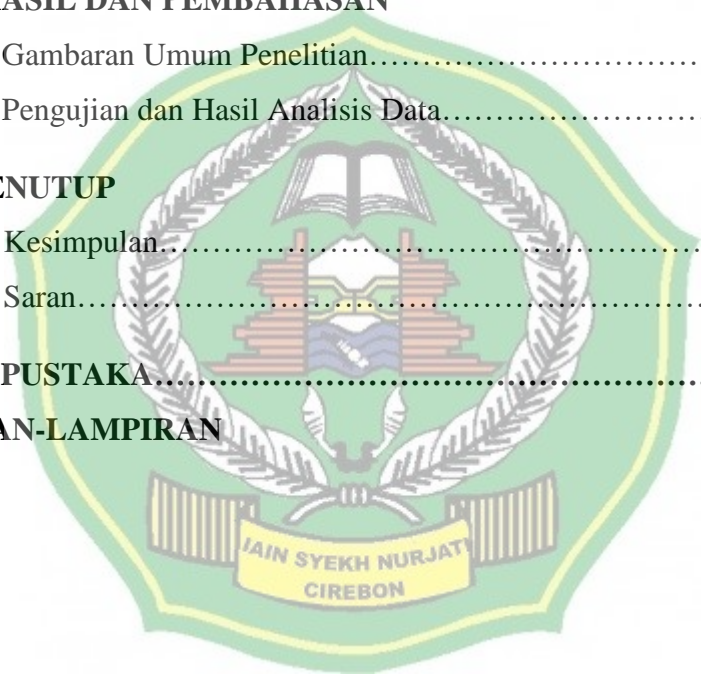 HASIL DAN PEMBAHASAN
Gambaran Umum Penelitian……………………………
Pengujian dan Hasil Analisis Data………………………
ENUTUP
Kesimpulan……………………………………………………
Saran……………………………………………………………
PUSTAKA……………………………………………………
AN-LAMPIRAN
IAIN SYEKH NURJATI
CIREBON